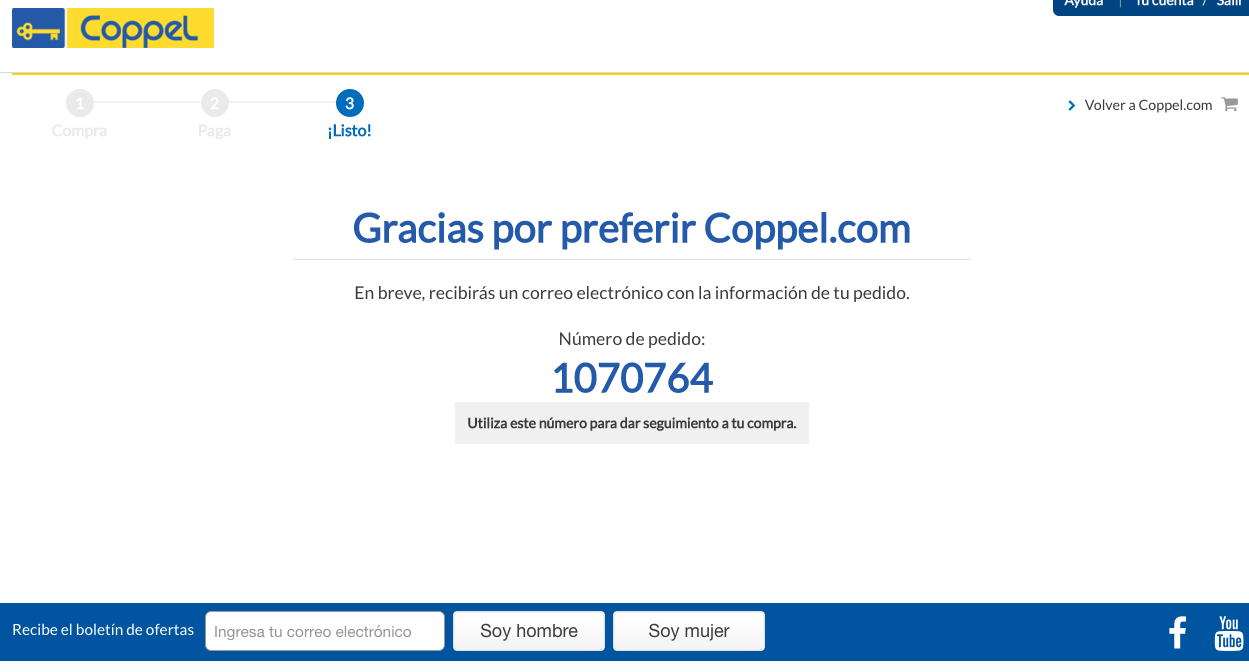 Coppel
Ayuda | Tu cuenta / Salir
1 2 3
Compra Paga ¡Listo!
Volver a Coppel.com
Gracias por preferir Coppel.com
En breve, recibirás un correo electrónico con la información de tu pedido.
Número de pedido:
1070764
Utiliza este número para dar seguimiento a tu compra.
Recibe el boletín de ofertas Ingresa tu correo electrónico Soy hombre Soy mujer
You
Tube